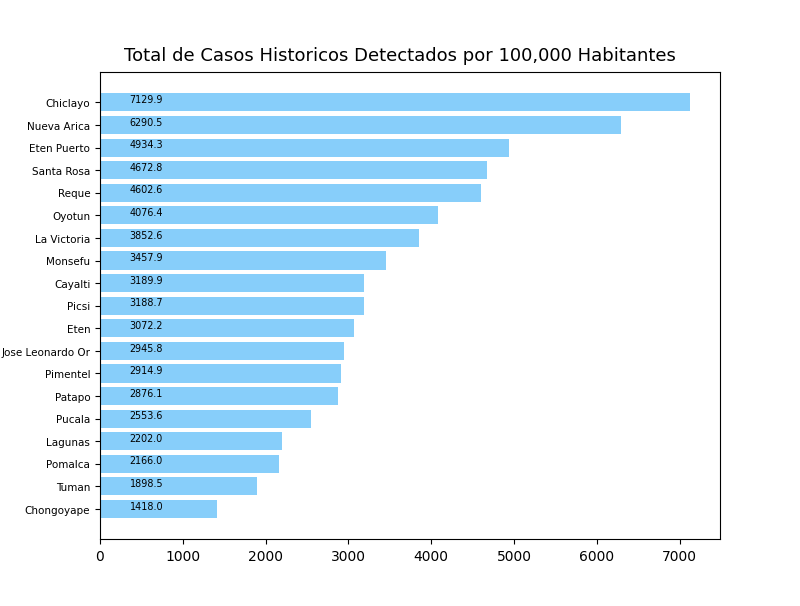 Total de Casos Historicos Detectados por 100,000 Habitantes
Chiclayo 7129.9
Nueva Arica 6290.5
Eten Puerto 4934.3
Santa Rosa 4672.8
Reque 4602.6
Oyotun 4076.4
La Victoria 3852.6
Monsefu 3457.9
Cayalti 3189.9
Picsi 3188.7
Eten 3072.2
Jose Leonardo Or 2945.8
Pimentel 2914.9
Patapo 2876.1
Pucala 2553.6
Lagunas 2202.0
Pomalca 2166.0
Tuman 1898.5
Chongoyape 1418.0
0 1000 2000 3000 4000 5000 6000 7000